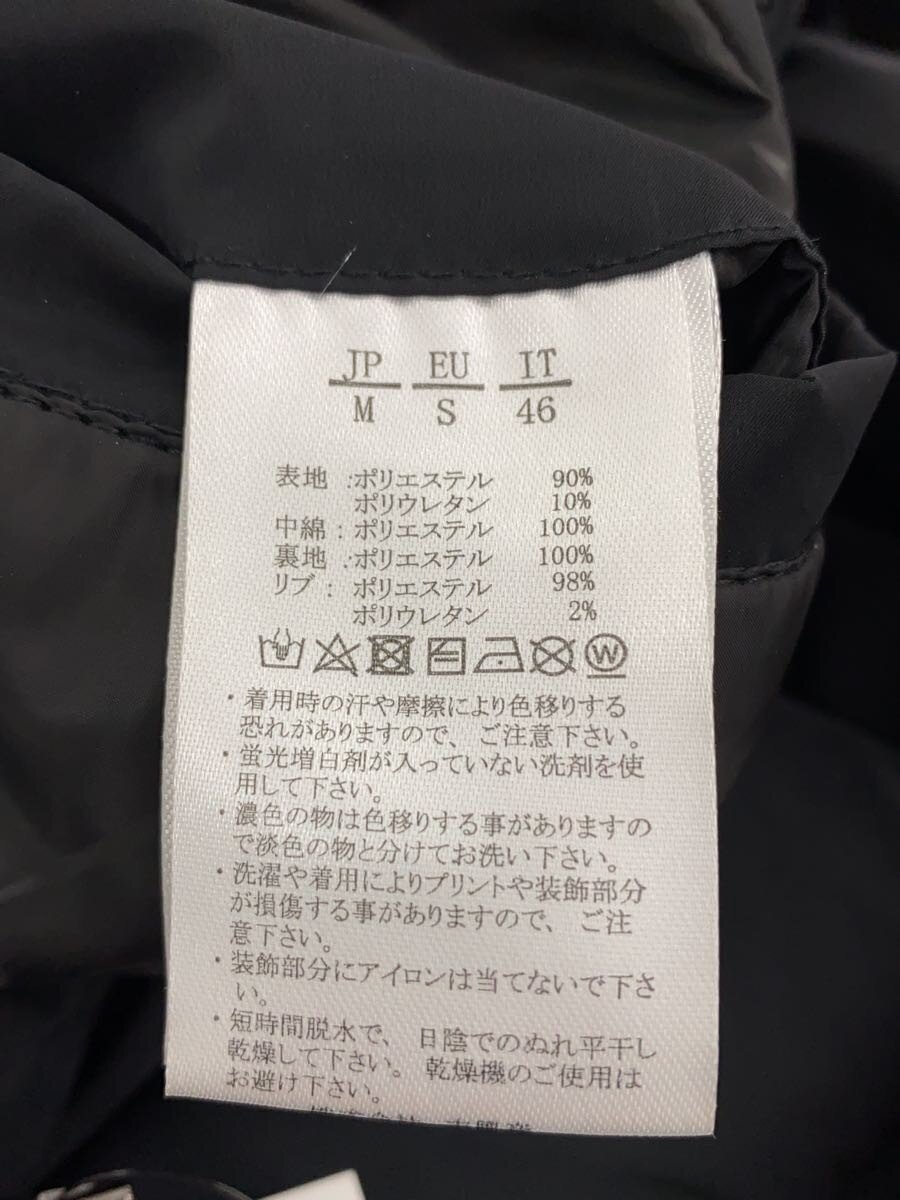 JP EU IT
M S 46
表地 :ポリエステル 90%
ポリウレタン 10%
中綿:ポリエステル 100%
裏地:ポリエステル 100%
リブ: ポリエステル 98%
ポリウレタン 2%
W
・着用時の汗や摩擦により色移りする
恐れがありますので、ご注意下さい。
・蛍光増白剤が入っていない洗剤を使
用して下さい。
・濃色の物は色移りする事がありますの
で淡色の物と分けてお洗い下さい。
・洗濯や着用によりプリントや装飾部分
が損傷する事がありますので、ご注
意下さい。
・装飾部分にアイロンは当てないで下さ
い。
・短時間脱水で、日陰でのぬれ平干し
乾燥して下さい。乾燥機のご使用は
お避け下さい。